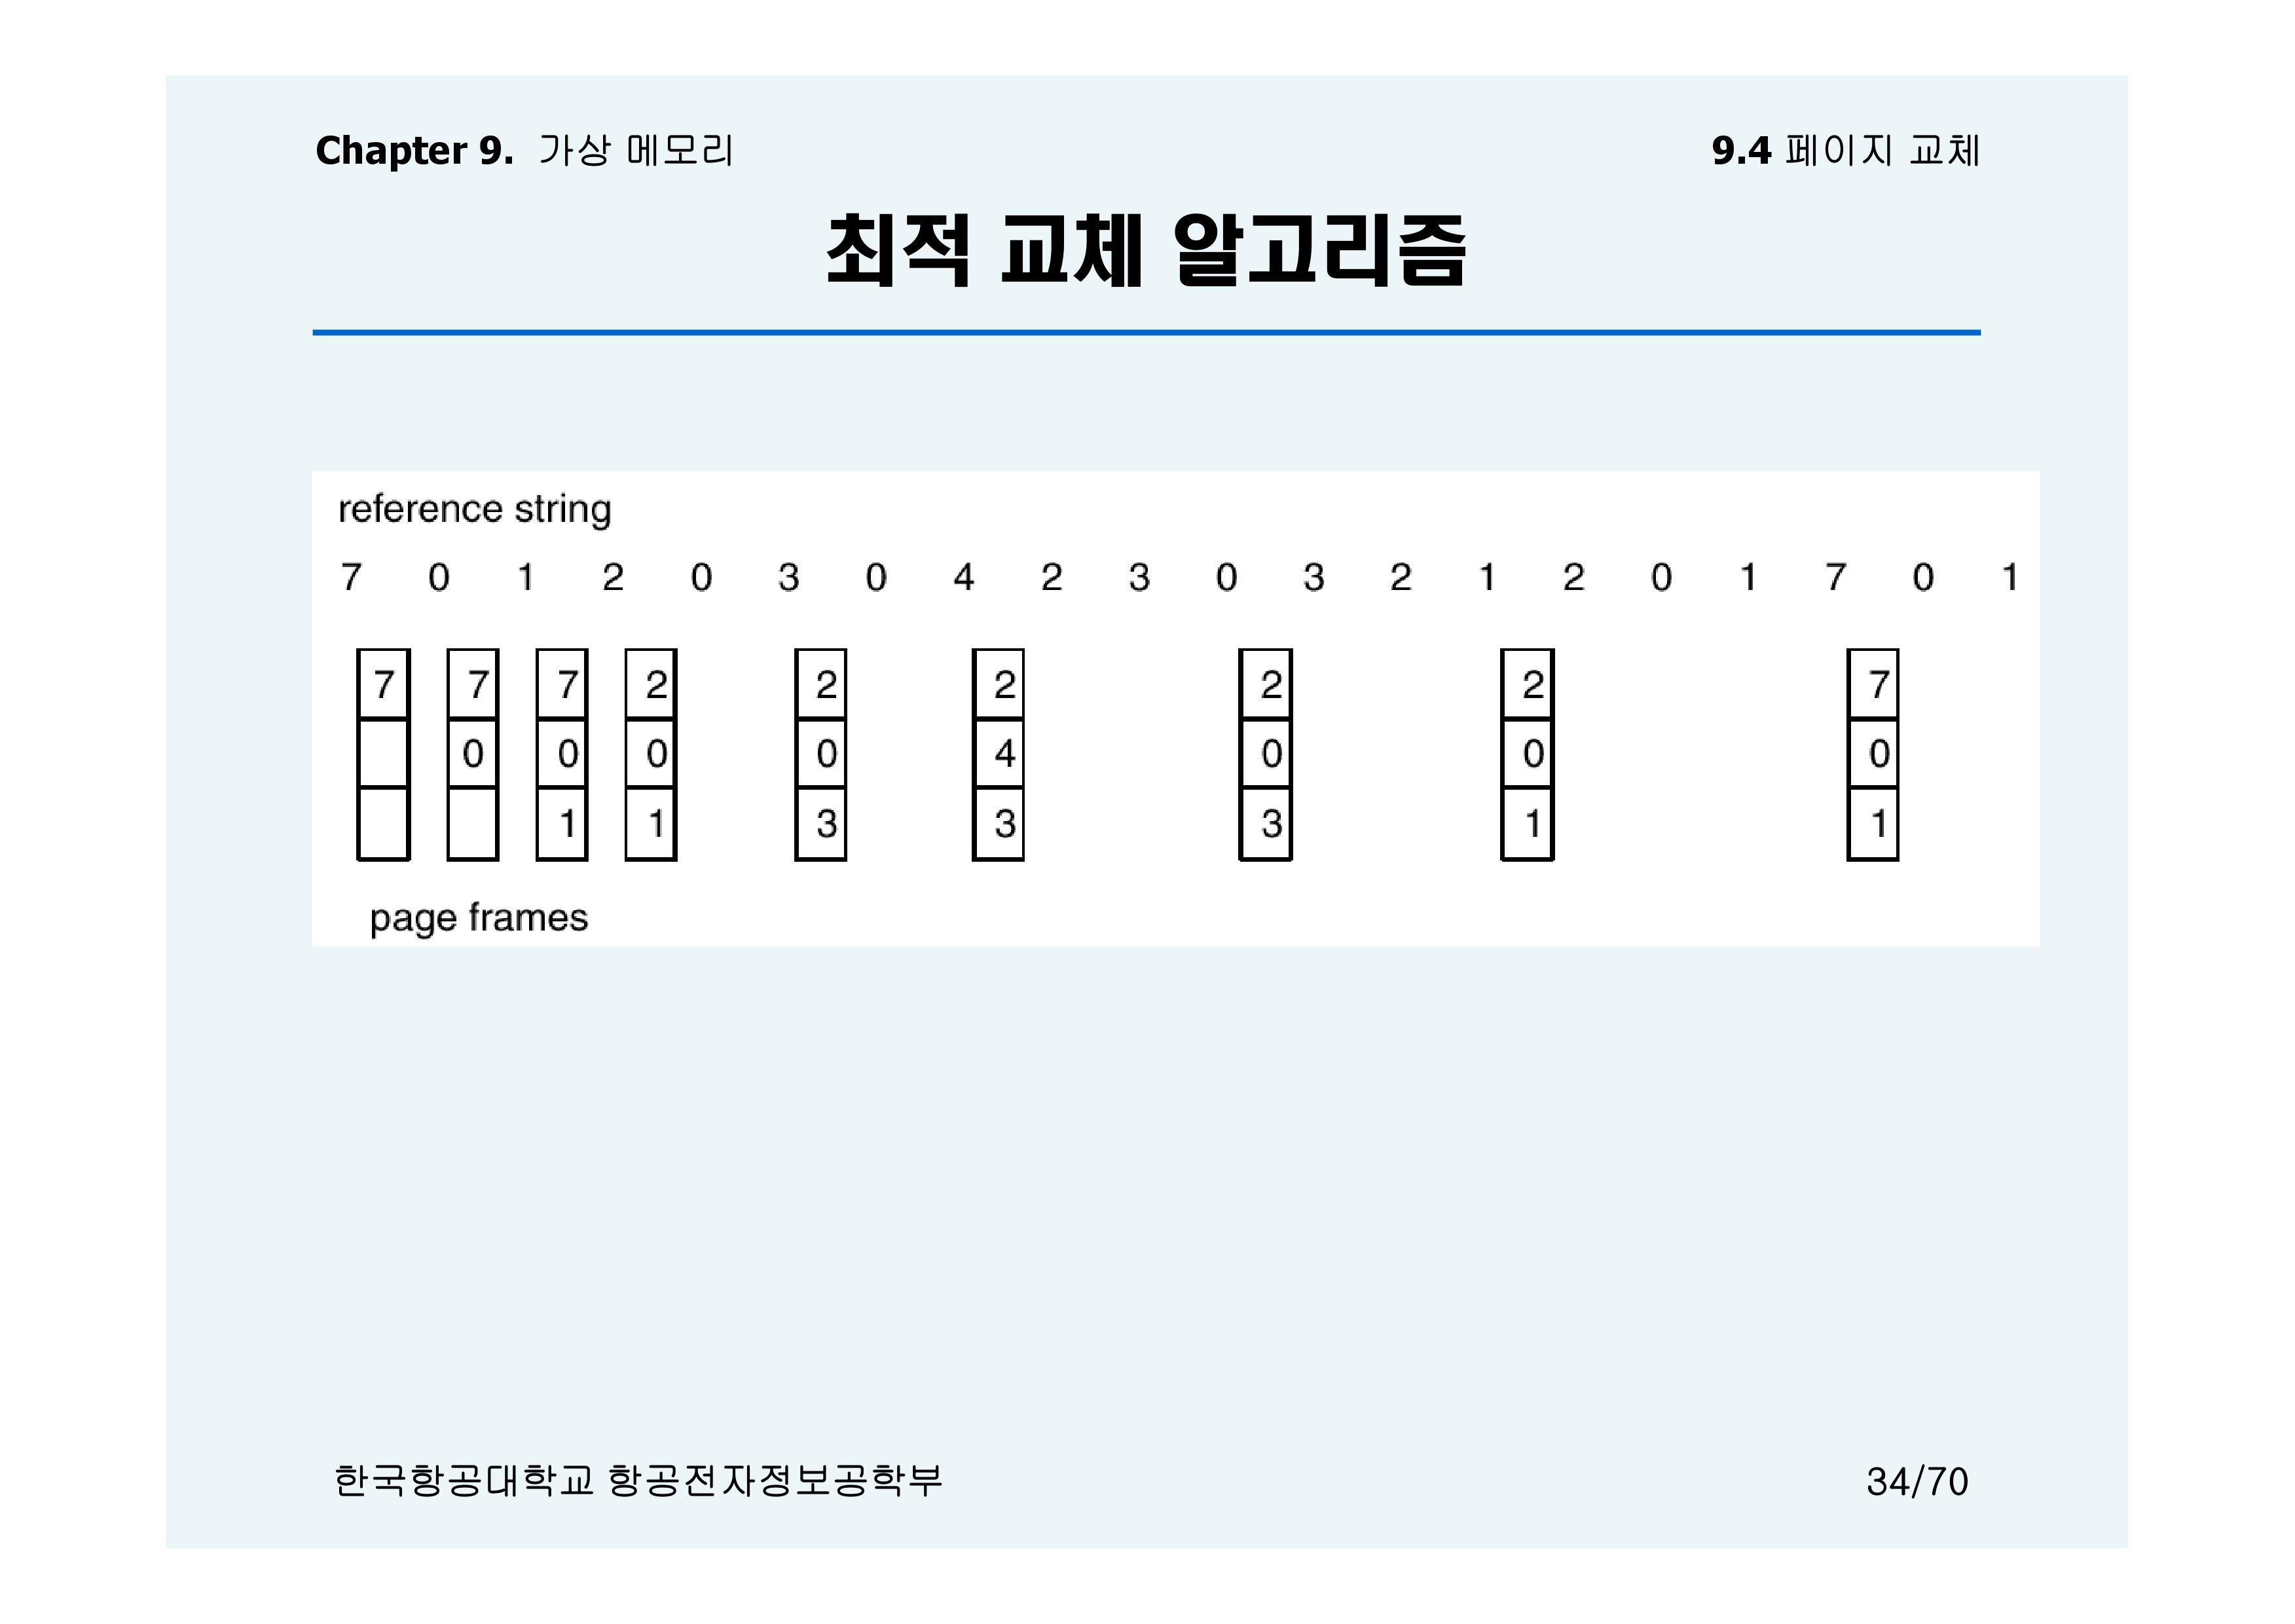 Chapter 9. 가상 메모리
9.4 페이지 교체
최적 교체 알고리즘
reference string
7 0 1 2 0 3 0 4 2 3 0 3 2 1 2 0 1 7 0 1
7 7 7 2 2 2 2 2 7
0 0 0 0 4 0 0 0
1 1 3 3 3 1 1
page frames
한국항공대학교 항공전자정보공학부
34/70